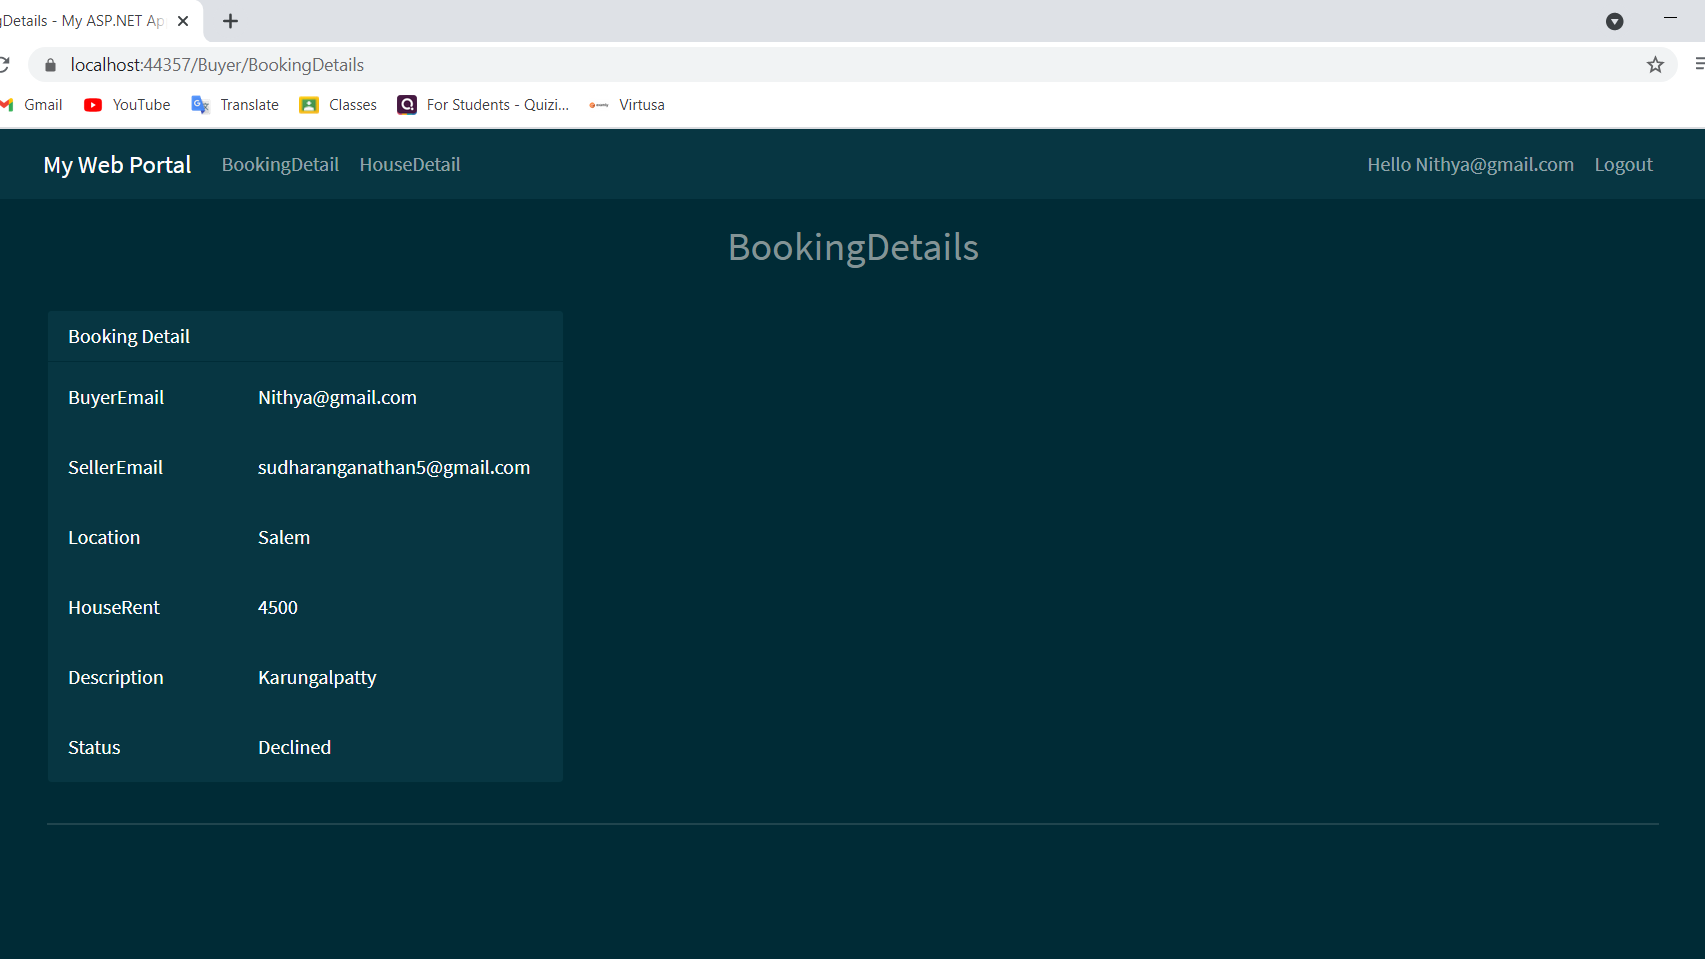 gDetails - My ASP.NET Ap
localhost:44357/Buyer/BookingDetails
Gmail YouTube Translate Classes For Students - Quizi... Virtusa
My Web Portal BookingDetail HouseDetail Hello Nithya@gmail.com Logout
BookingDetails
Booking Detail
BuyerEmail Nithya@gmail.com
SellerEmail sudharanganathan5@gmail.com
Location Salem
HouseRent 4500
Description Karungalpatty
Status Declined